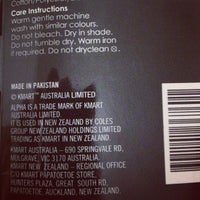 Cotton/Polyester
Care Instructions
Warm gentle machine
wash with similar colours.
Do not bleach. Dry in shade.
Do not tumble dry. Warm iron
if required. Do not dryclean
MADE IN PAKISTAN
© KMART™ AUSTRALIA LIMITED
ALPHA IS A TRADE MARK OF KMART
AUSTRALIA LIMITED.
IT IS USED IN NEW ZEALAND BY COLES
GROUP NEW ZEALAND HOLDINGS LIMITED
TRADING AS KMART IN NEW ZEALAND.
KMART AUSTRALIA – 690 SPRINGVALE RD,
MULGRAVE, VIC 3170 AUSTRALIA.
KMART NEW ZEALAND - REGIONAL OFFICE
C/O KMART PAPATOETOE STORE.
HUNTERS PLAZA, GREAT SOUTH RD,
PAPATOETOE, AUCKLAND, NEW ZEALAND.